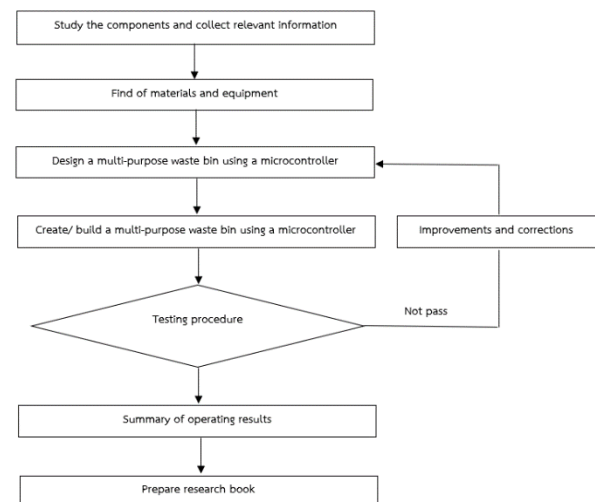 Study the components and collect relevant information
Find of materials and equipment
Design a multi-purpose waste bin using a microcontroller
Create/ build a multi-purpose waste bin using a microcontroller
Improvements and corrections
Testing procedure
Not pass
Summary of operating results
Prepare research book